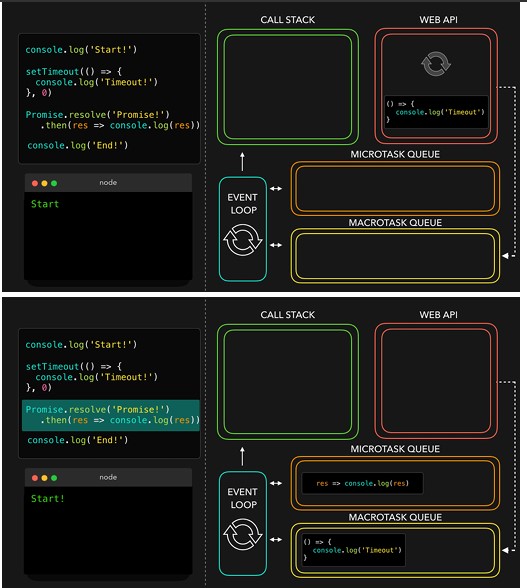 CALL STACK
WEB API
console.log('Start!')
setTimeout(() => {
console.log('Timeout!')
}, 0)
Promise.resolve('Promise!')
.then(res => console.log(res))
console.log('End!')
() => {
console.log('Timeout')
}
MICROTASK QUEUE
node
Start
EVENT
LOOP
MACROTASK QUEUE
CALL STACK
WEB API
console.log('Start!')
setTimeout(() => {
console.log('Timeout!')
}, 0)
Promise.resolve('Promise!')
.then(res => console.log(res))
console.log('End!')
MICROTASK QUEUE
node
res => console.log(res)
Start!
EVENT
LOOP
MACROTASK QUEUE
() => {
console.log('Timeout')
}